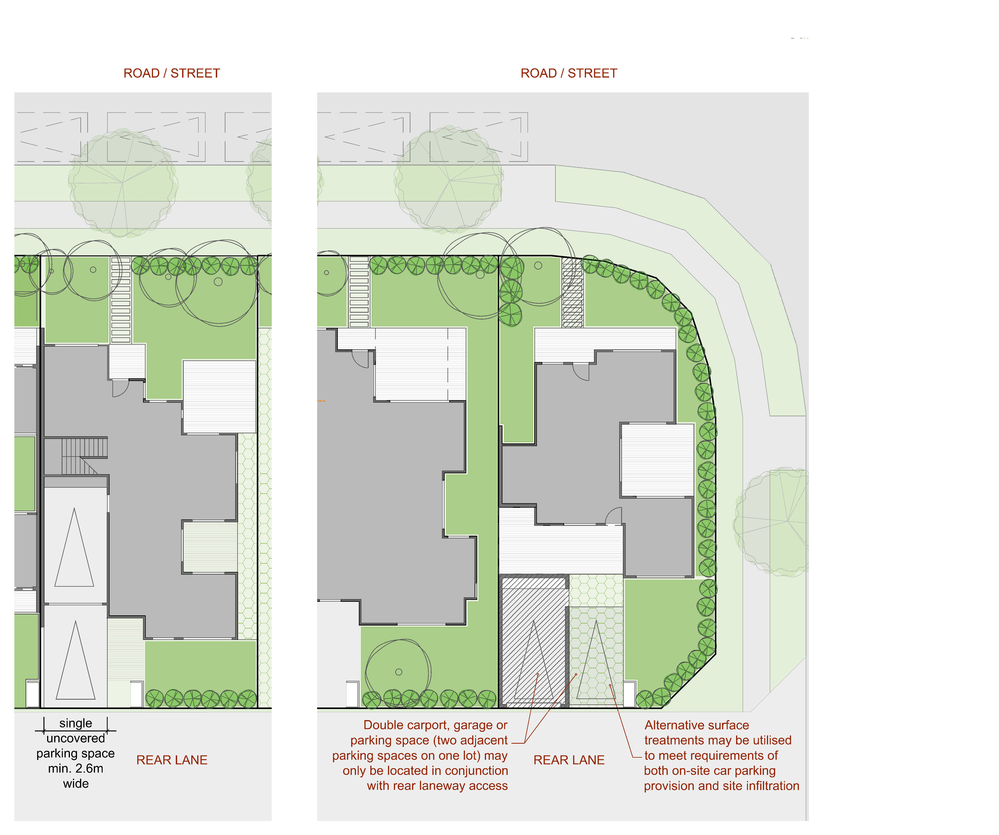 ROAD / STREET
ROAD / STREET
single
uncovered
parking space
min. 2.6m
wide
REAR LANE
Double carport, garage or
parking space (two adjacent
parking spaces on one lot) may
only be located in conjunction
with rear laneway access
REAR LANE
Alternative surface
treatments may be utilised
to meet requirements of
both on-site car parking
provision and site infiltration